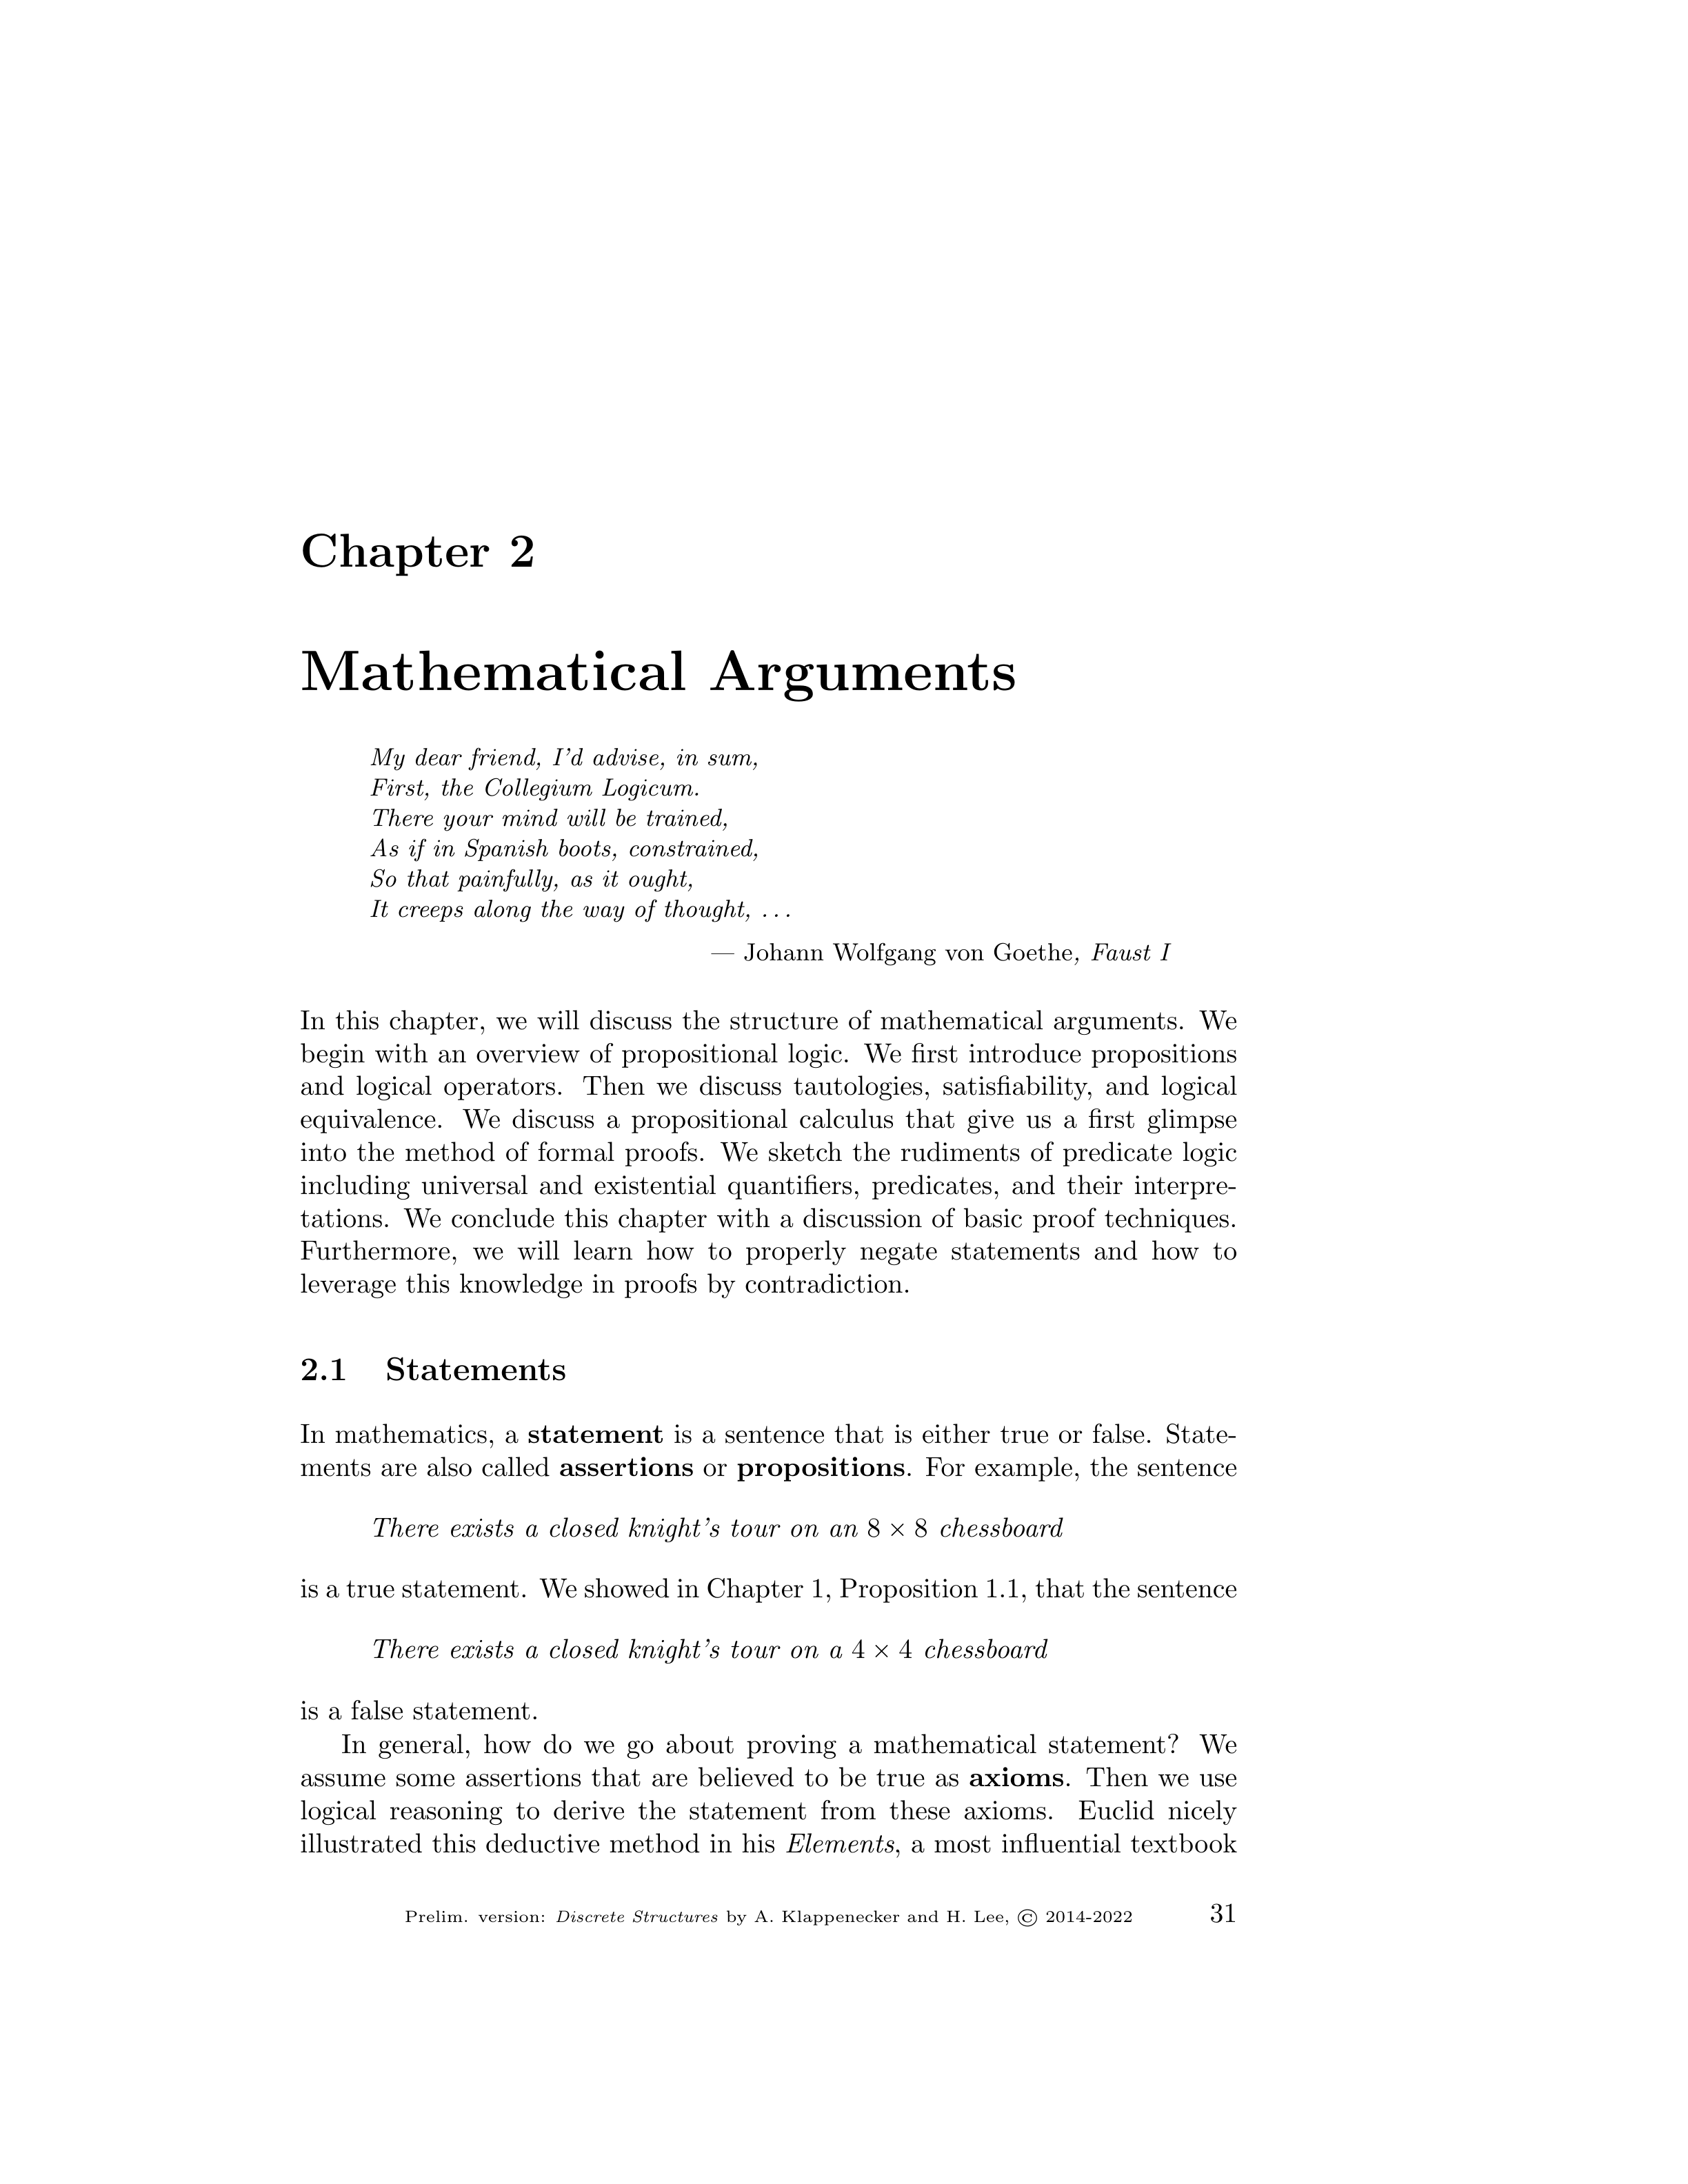 Chapter 2
Mathematical Arguments
My dear friend, I'd advise, in sum,
First, the Collegium Logicum.
There your mind will be trained,
As if in Spanish boots, constrained,
So that painfully, as it ought,
It creeps along the way of thought, ...
— Johann Wolfgang von Goethe, Faust I
In this chapter, we will discuss the structure of mathematical arguments. We
begin with an overview of propositional logic. We first introduce propositions
and logical operators. Then we discuss tautologies, satisfiability, and logical
equivalence. We discuss a propositional calculus that give us a first glimpse
into the method of formal proofs. We sketch the rudiments of predicate logic
including universal and existential quantifiers, predicates, and their interpre-
tations. We conclude this chapter with a discussion of basic proof techniques.
Furthermore, we will learn how to properly negate statements and how to
leverage this knowledge in proofs by contradiction.
2.1 Statements
In mathematics, a statement is a sentence that is either true or false. State-
ments are also called assertions or propositions. For example, the sentence
There exists a closed knight's tour on an 8 × 8 chessboard
is a true statement. We showed in Chapter 1, Proposition 1.1, that the sentence
There exists a closed knight's tour on a 4 × 4 chessboard
is a false statement.
In general, how do we go about proving a mathematical statement? We
assume some assertions that are believed to be true as axioms. Then we use
logical reasoning to derive the statement from these axioms. Euclid nicely
illustrated this deductive method in his Elements, a most influential textbook
Prelim. version: Discrete Structures by A. Klappenecker and H. Lee, © 2014-2022 31